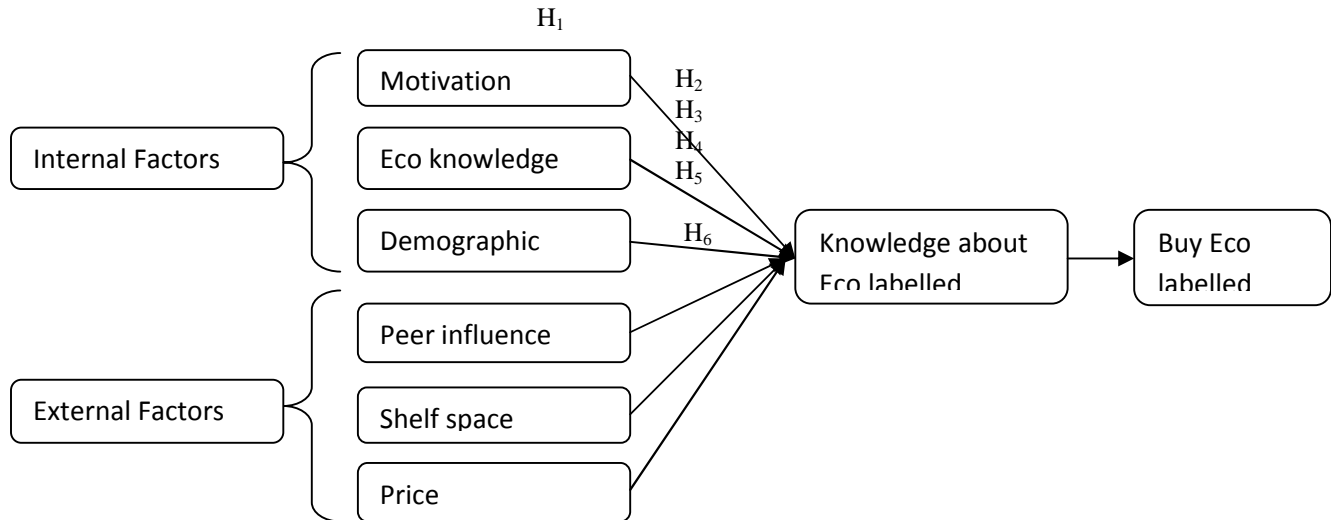 H₁
Motivation
H₂
H₃
H₄
H₅
Internal Factors
Eco knowledge
Demographic
H₆
Knowledge about
Eco labelled
Buy Eco
labelled
Peer influence
External Factors
Shelf space
Price